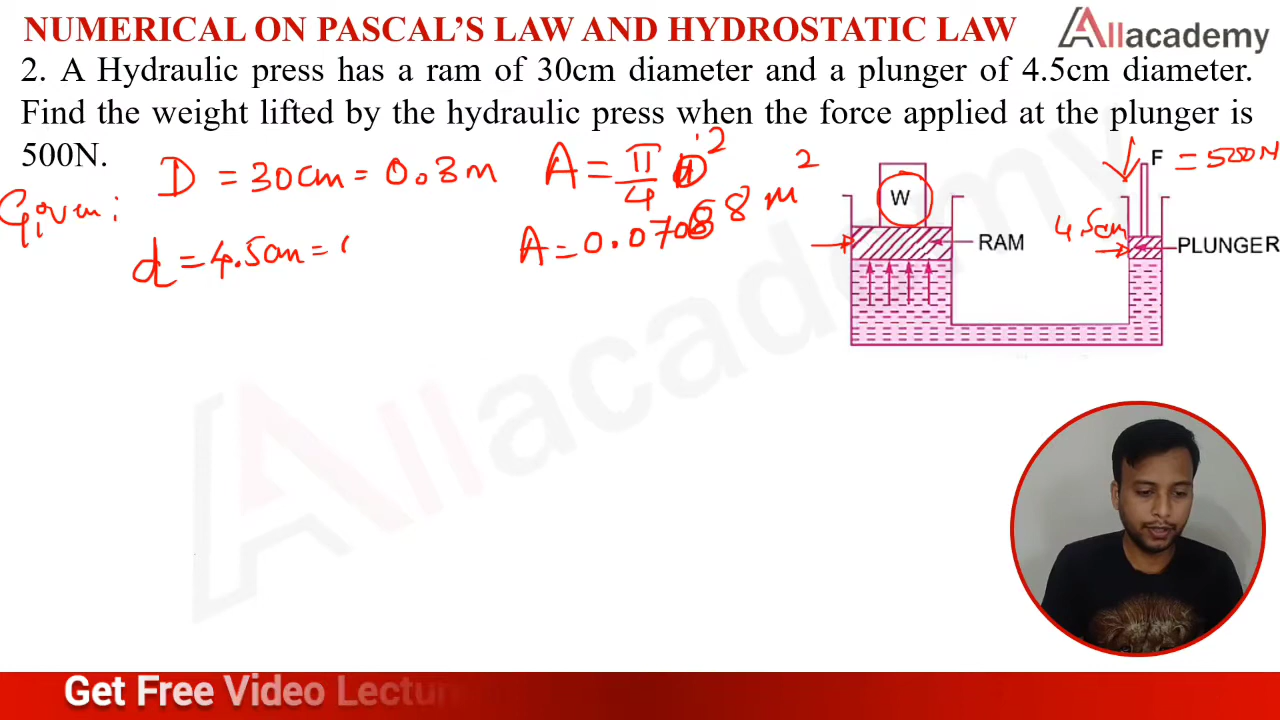 NUMERICAL ON PASCAL'S LAW AND HYDROSTATIC LAW
Allacademy
2. A Hydraulic press has a ram of 30cm diameter and a plunger of 4.5cm diameter.
Find the weight lifted by the hydraulic press when the force applied at the plunger is
500N.
Given:
D = 30cm = 0.3m
A = π/4 D²
d = 4.5cm =
A = 0.07068 m²
W
RAM
F = 500N
4.5cm
PLUNGER
Allacademy
Get Free Video Lectur